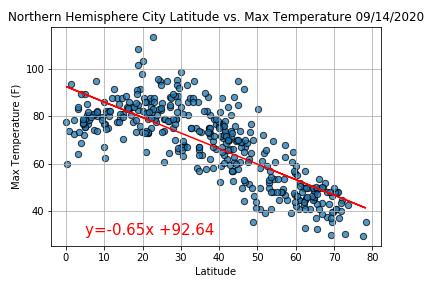 Northern Hemisphere City Latitude vs. Max Temperature 09/14/2020
100
80
60
40
Max Temperature (F)
y=-0.65x +92.64
0 10 20 30 40 50 60 70 80
Latitude